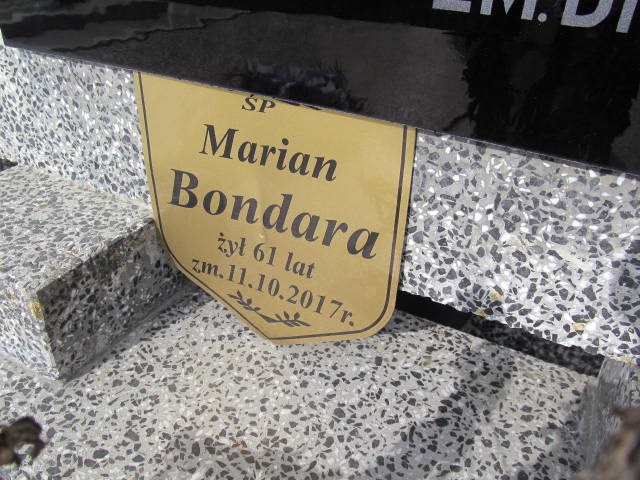 ŚP
Marian
Bondara
żył 61 lat
zm.11.10.2017r.